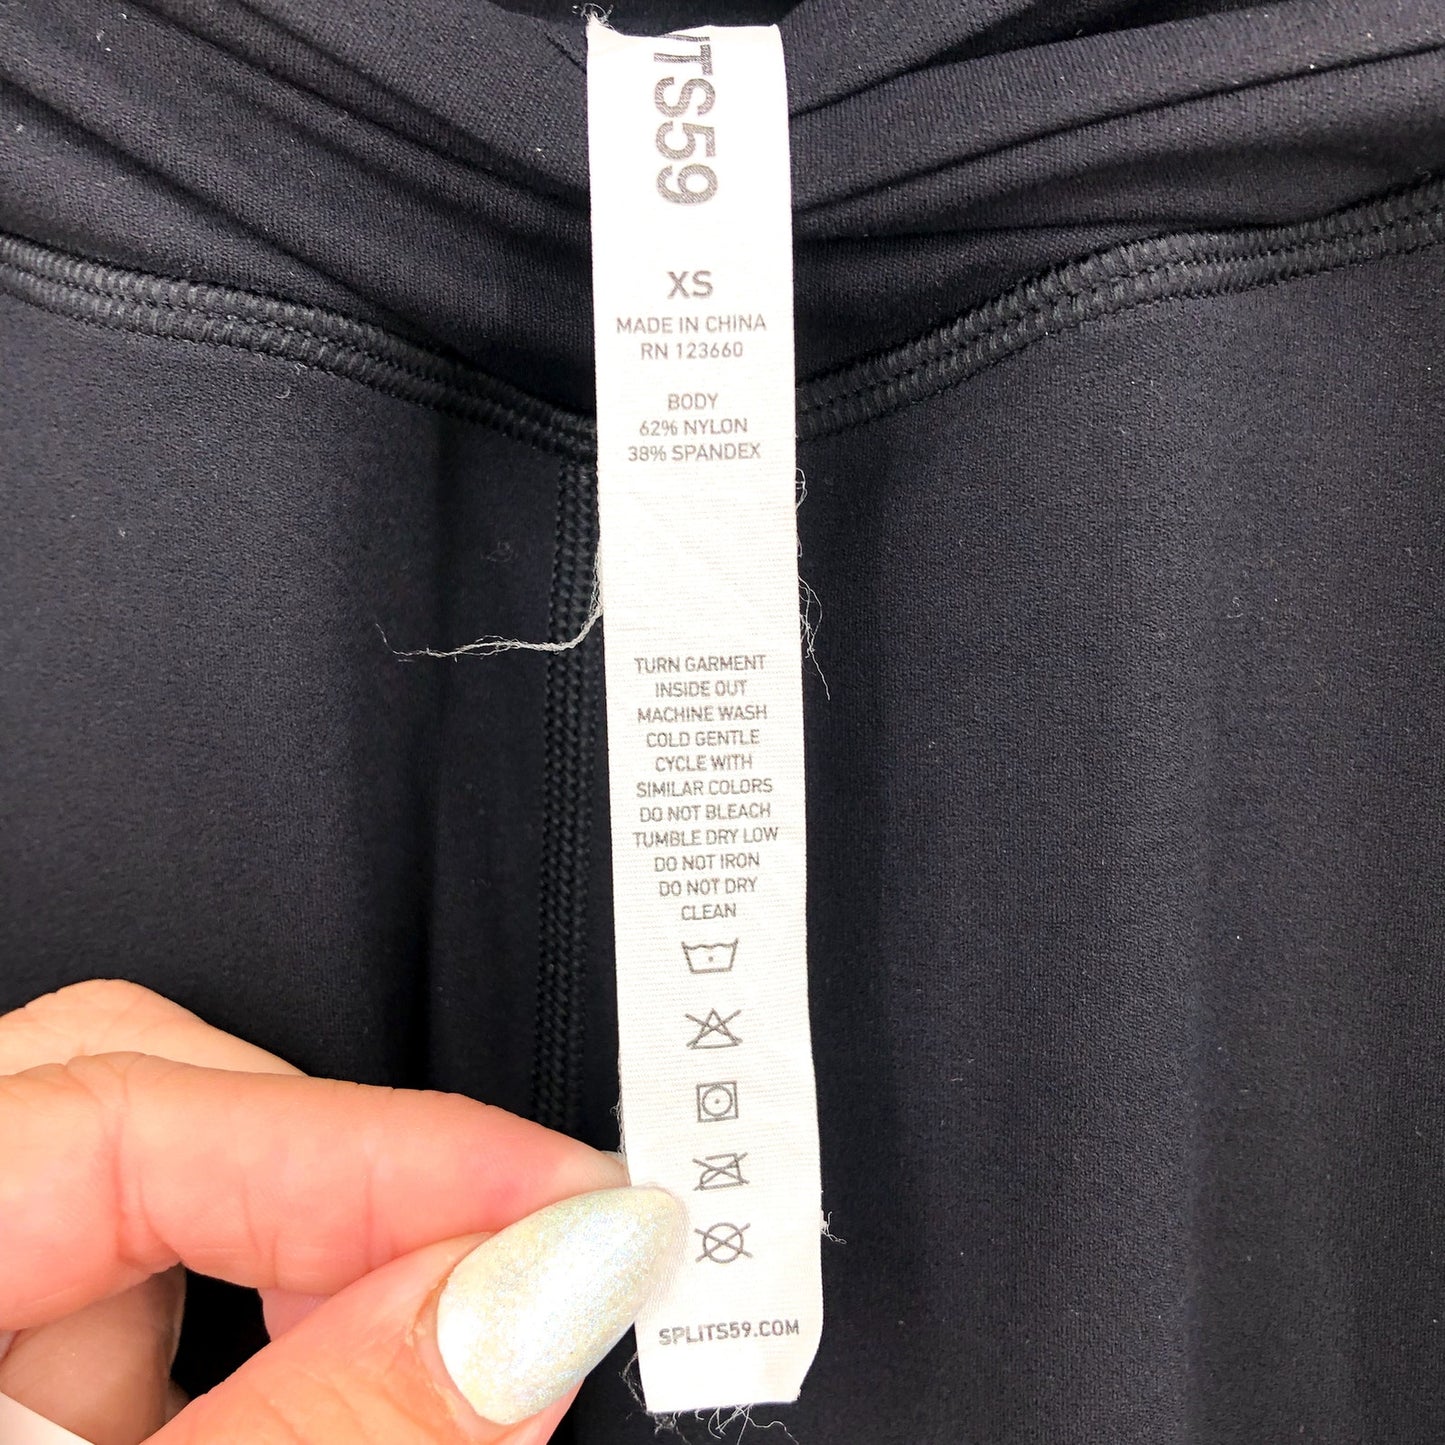 ITS59
XS
MADE IN CHINA
RN 123660
BODY
62% NYLON
38% SPANDEX
TURN GARMENT
INSIDE OUT
MACHINE WASH
COLD GENTLE
CYCLE WITH
SIMILAR COLORS
DO NOT BLEACH
TUMBLE DRY LOW
DO NOT IRON
DO NOT DRY
CLEAN
SPLITS59.COM